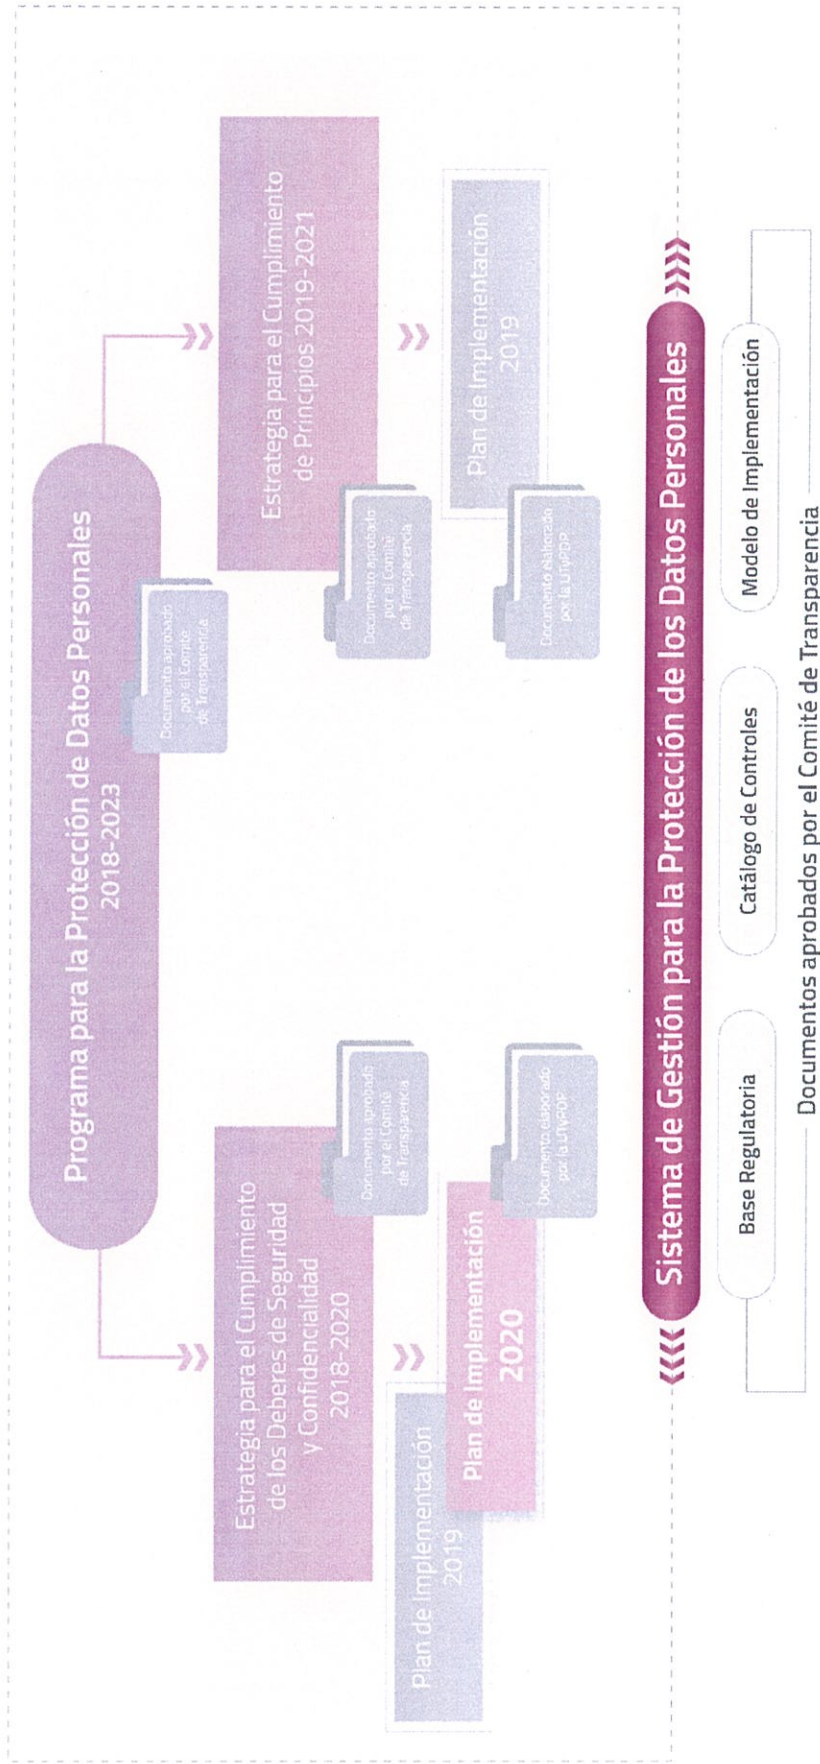 Programa para la Protección de Datos Personales
2018-2023
Documento aprobado
por el Comité
de Transparencia
Estrategia para el Cumplimiento
de los Deberes de Seguridad
y Confidencialidad
2018-2020
Documento aprobado
por el Comité
de Transparencia
Plan de Implementación
2019
Plan de Implementación
2020
Documento elaborado
por la UTyPDP
Estrategia para el Cumplimiento
de Principios 2019-2021
Documento aprobado
por el Comité
de Transparencia
Plan de Implementación
2019
Documento elaborado
por la UTyPDP
Sistema de Gestión para la Protección de los Datos Personales
Base Regulatoria
Catálogo de Controles
Modelo de Implementación
Documentos aprobados por el Comité de Transparencia